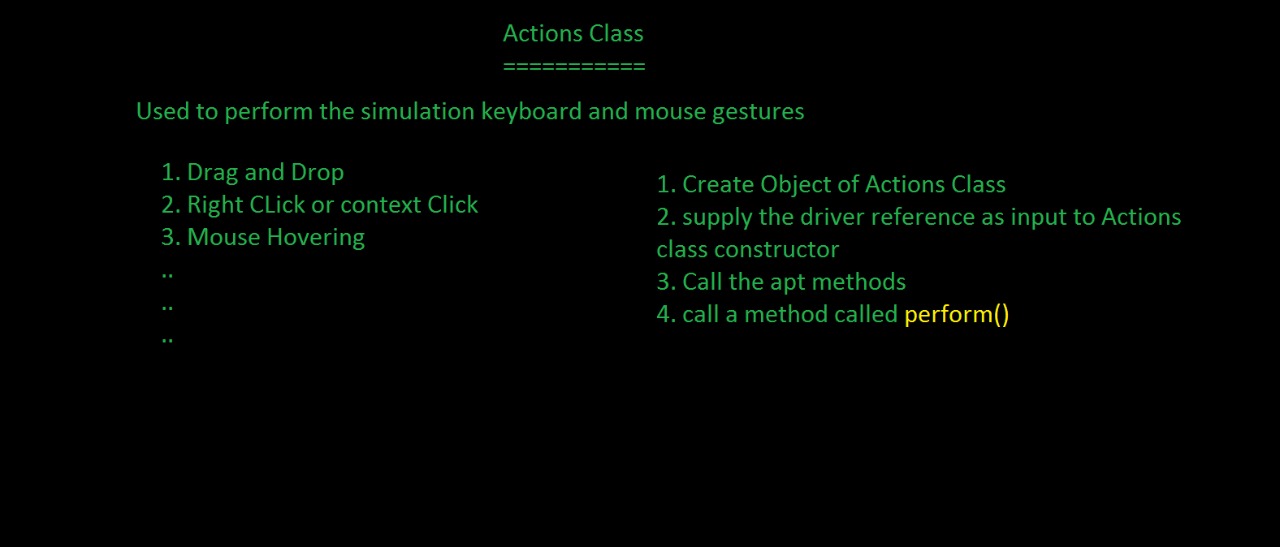 Actions Class
===========
Used to perform the simulation keyboard and mouse gestures
1. Drag and Drop
2. Right CLick or context Click
3. Mouse Hovering
..
..
..
1. Create Object of Actions Class
2. supply the driver reference as input to Actions
class constructor
3. Call the apt methods
4. call a method called perform()